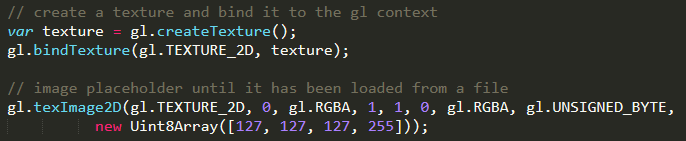 // create a texture and bind it to the gl context
var texture = gl.createTexture();
gl.bindTexture(gl.TEXTURE_2D, texture);

// image placeholder until it has been loaded from a file
gl.texImage2D(gl.TEXTURE_2D, 0, gl.RGBA, 1, 1, 0, gl.RGBA, gl.UNSIGNED_BYTE,
            new Uint8Array([127, 127, 127, 255]));